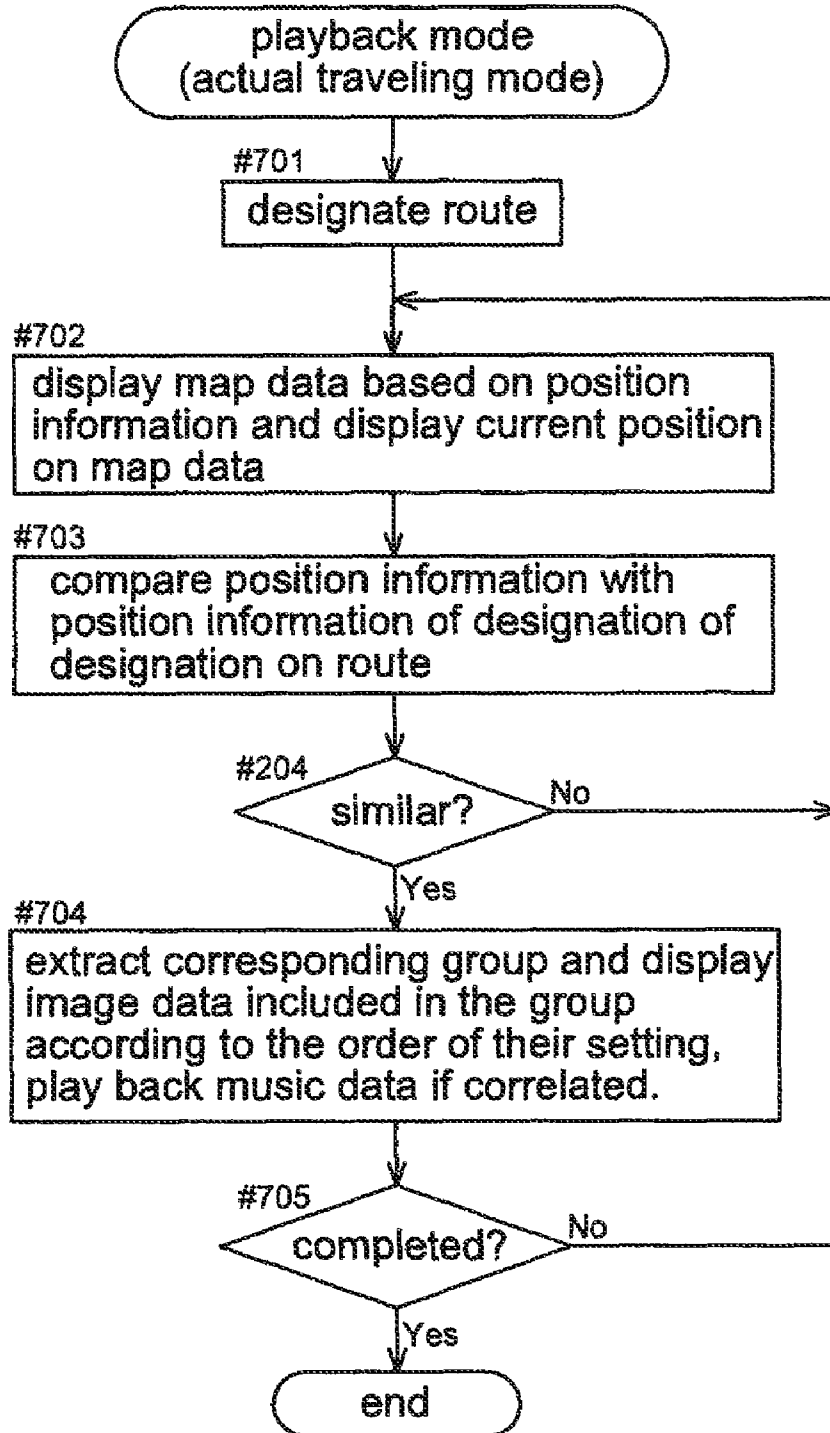 playback mode
(actual traveling mode)
#701
designate route
#702
display map data based on position
information and display current position
on map data
#703
compare position information with
position information of designation of
designation on route
#204
similar?
No
Yes
#704
extract corresponding group and display
image data included in the group
according to the order of their setting,
play back music data if correlated.
#705
completed?
No
Yes
end